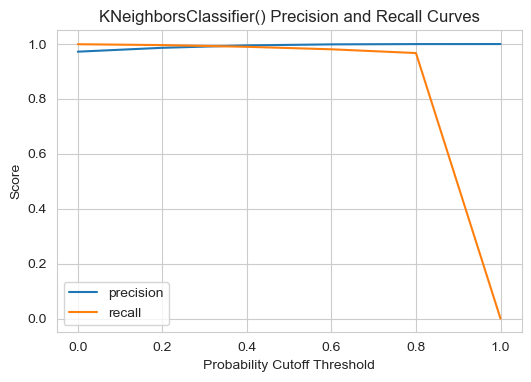 KNeighborsClassifier() Precision and Recall Curves
1.0
0.8
0.6
0.4
0.2
0.0
Score
precision
recall
0.0 0.2 0.4 0.6 0.8 1.0
Probability Cutoff Threshold